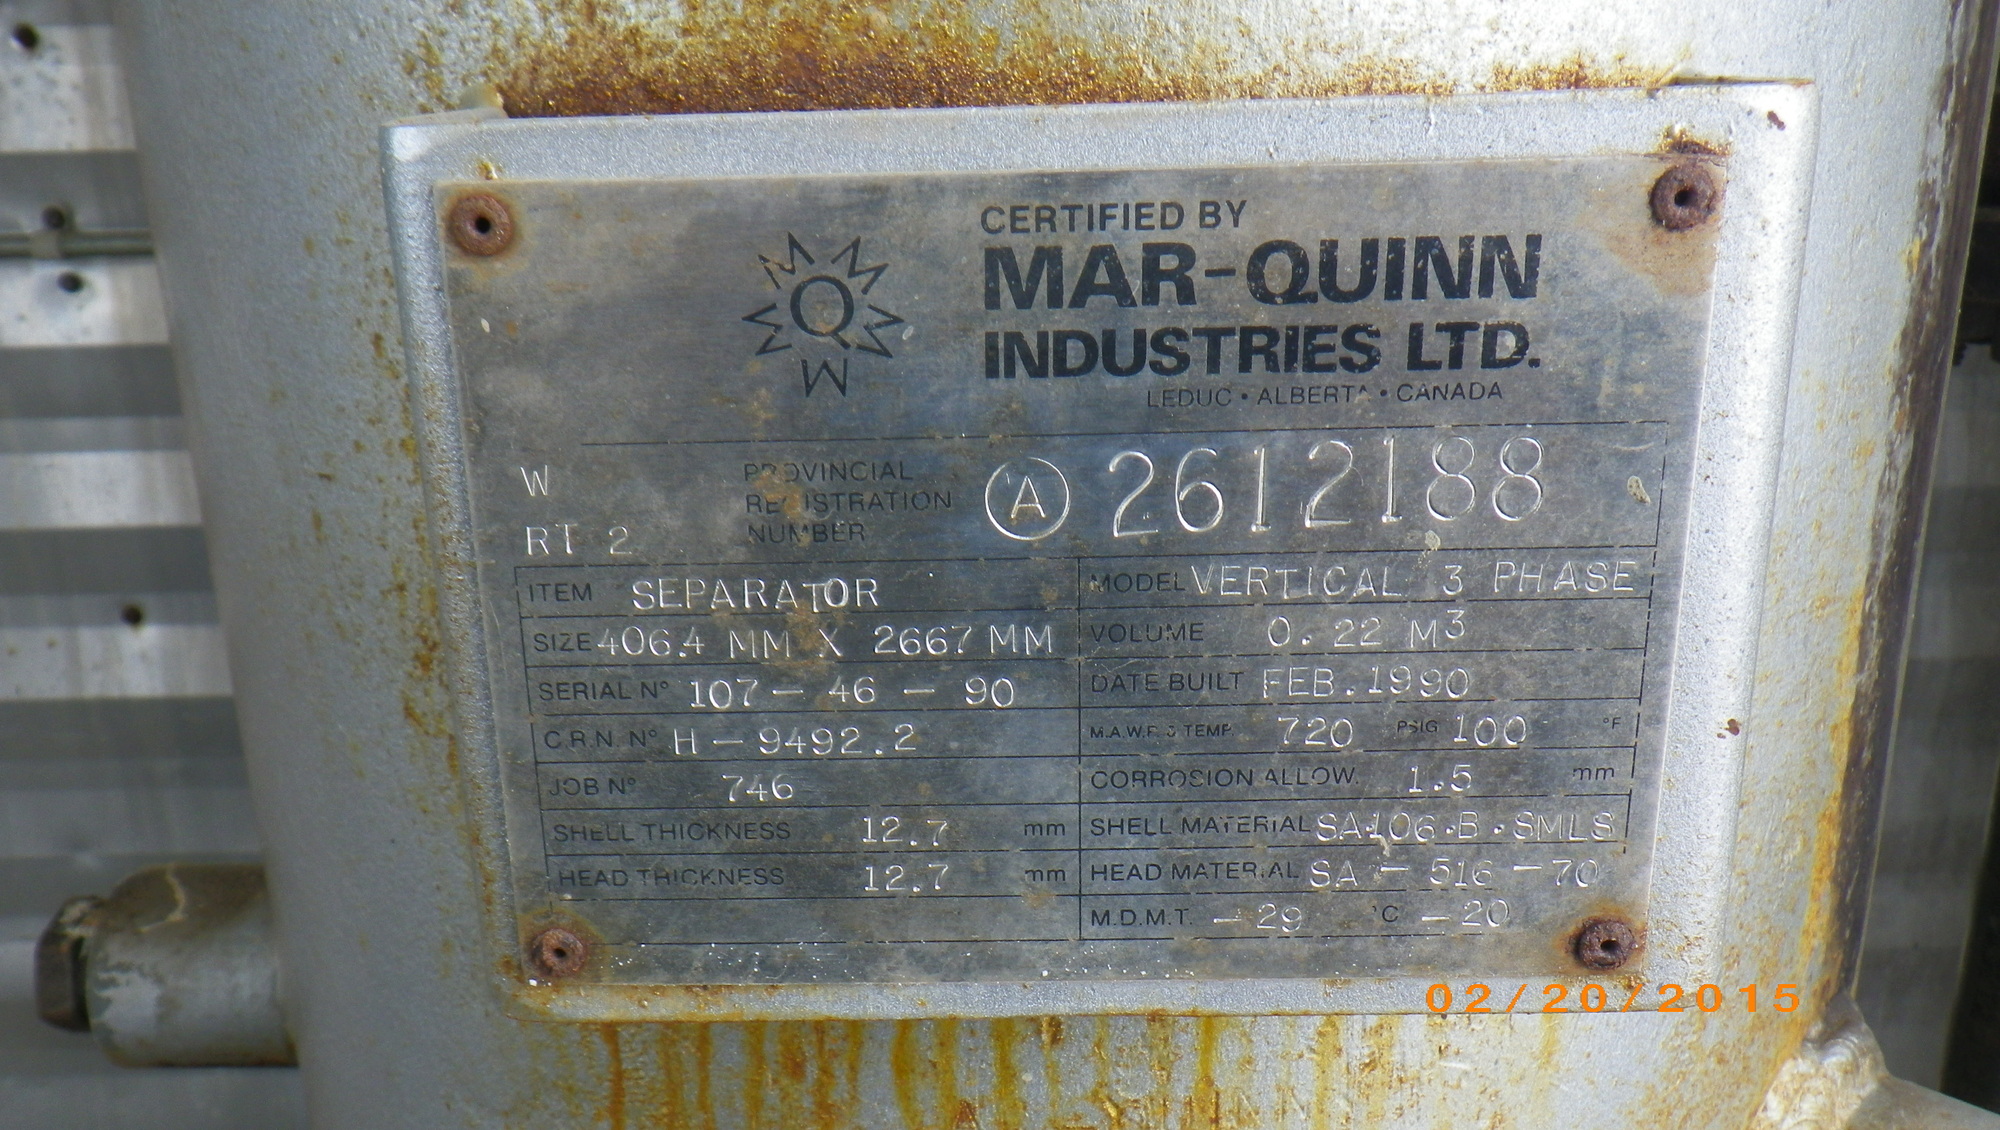 CERTIFIED BY
MAR-QUINN
INDUSTRIES LTD.
LEDUC • ALBERTA • CANADA
M M Q W
W
RT 2
PROVINCIAL
REGISTRATION
NUMBER
A 2612188
ITEM SEPARATOR
MODEL VERTICAL 3 PHASE
SIZE 406.4 MM X 2667 MM
VOLUME 0.22 M3
SERIAL Nº 107-46-90
DATE BUILT FEB.1990
C.R.N. Nº H-9492.2
M.A.W.P. & TEMP. 720 PSIG 100 °F
JOB Nº 746
CORROSION ALLOW. 1.5 mm
SHELL THICKNESS 12.7 mm
SHELL MATERIAL SA-106-B-SMLS
HEAD THICKNESS 12.7 mm
HEAD MATERIAL SA-516-70
M.D.M.T. -29 °C -20
02/20/2015